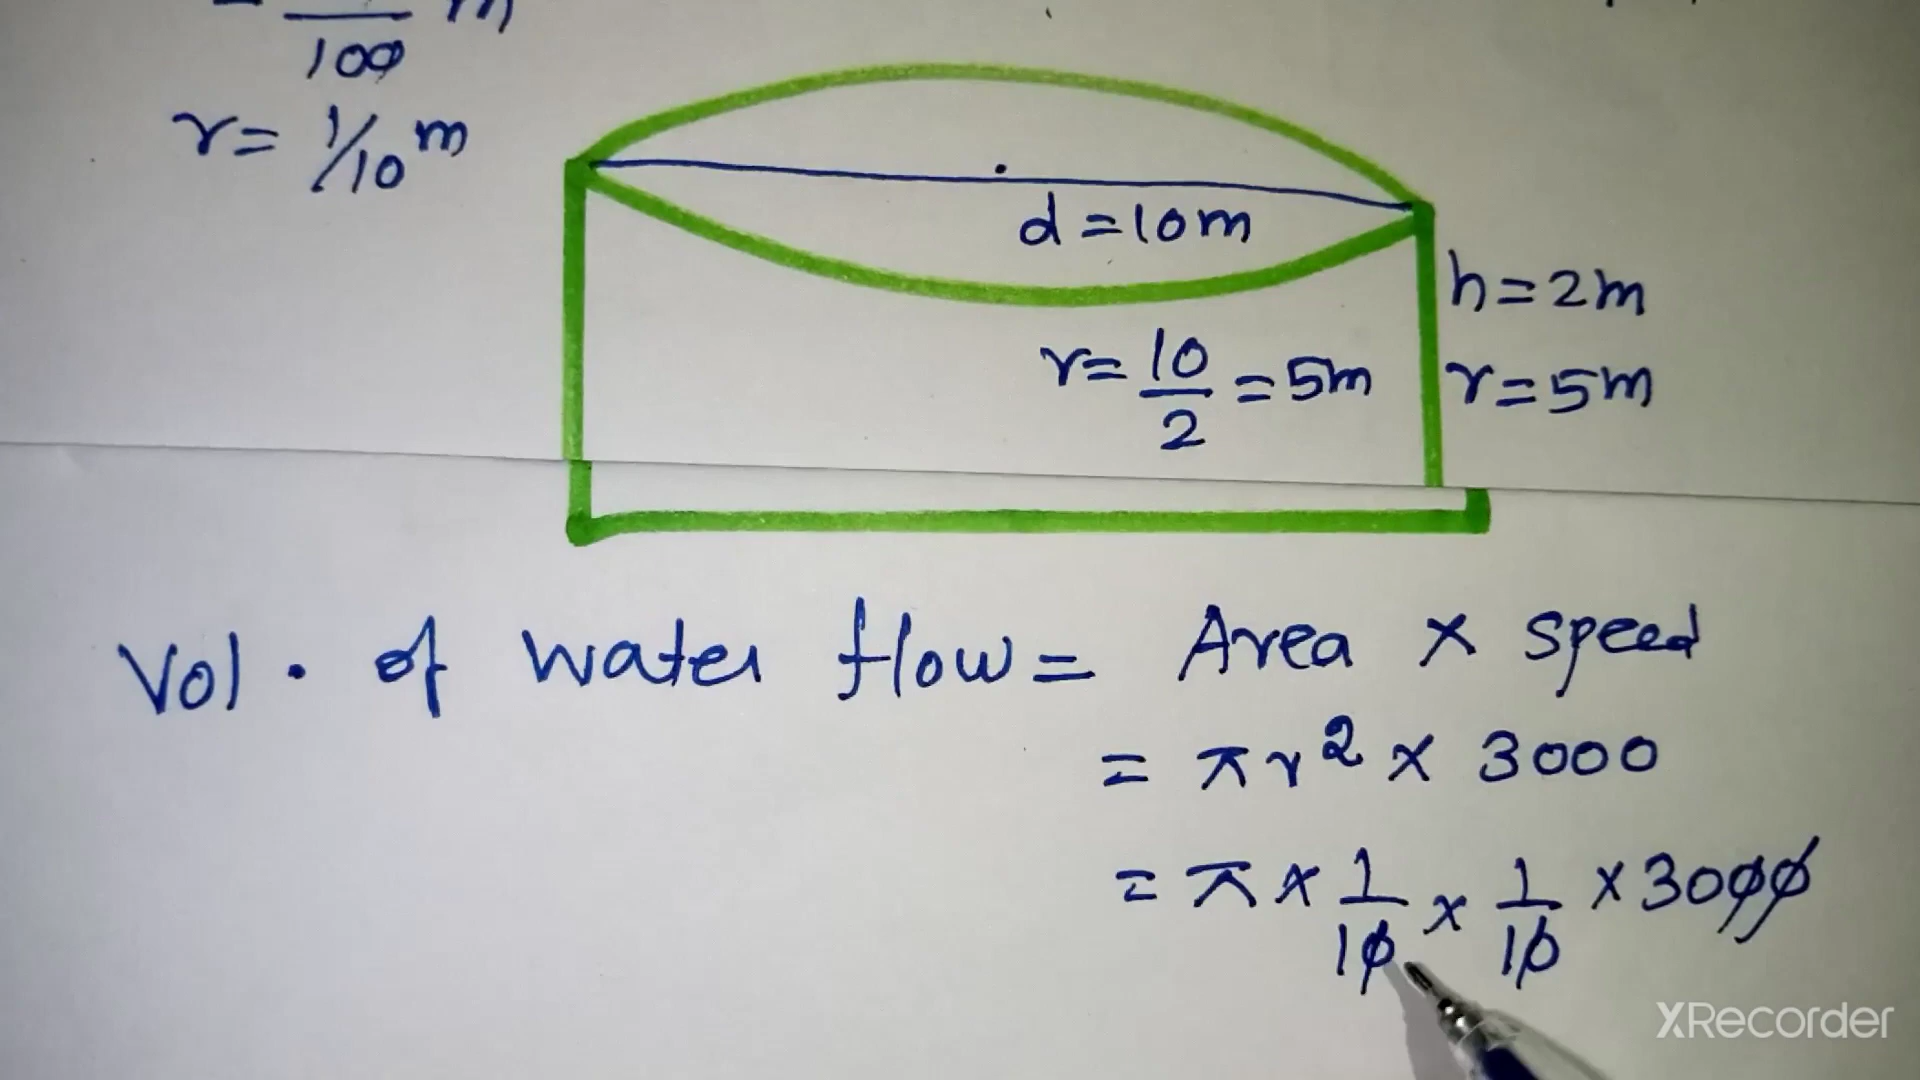 100
r = 1/10 m
d = 10m
h = 2m
r = 10/2 = 5m
r = 5m
Vol. of water flow = Area × speed
= πr² × 3000
= π × 1/10 × 1/10 × 3000
XRecorder